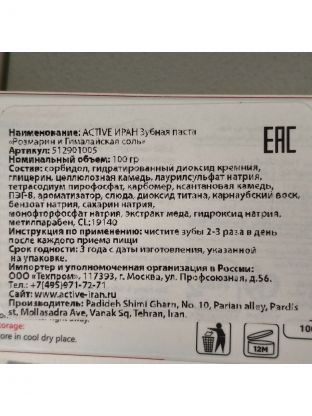 Наименование: ACTIVE ИРАН Зубная паста
«Розмарин и Гималайская соль»
Артикул: 512901005
Номинальный объем: 100 гр
Состав: сорбидол, гидратированный диоксид кремния,
глицерин, целлюлозная камедь, лаурилсульфат натрия,
тетрасодиум пирофосфат, карбомер, ксантановая камедь,
ПЭГ-8, ароматизатор, слюда, диоксид титана, карнаубский воск,
бензоат натрия, сахарин натрия,
монофторфосфат натрия, экстракт меда, гидроксид натрия,
метилпарабен, CL:19140
Инструкция по применению: чистите зубы 2-3 раза в день
после каждого приема пищи
Срок годности: 3 года с даты изготовления, указанной
на упаковке.
Импортер и уполномоченная организация в России:
ООО «Техпром», 117393, г. Москва, ул. Профсоюзная, д.56.
Тел.: +7(495)971-72-71
Сайт: www.active-iran.ru
Производитель: Padideh Shimi Gharn, No. 10, Parian alley, Pardis
st, Mollasadra Ave, Vanak Sq, Tehran, Iran.
EAC
torage:
ore in cool dry place.
12M
100